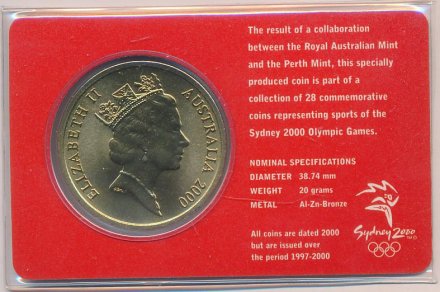 ELIZABETH II
AUSTRALIA 2000
The result of a collaboration
between the Royal Australian Mint
and the Perth Mint, this specially
produced coin is part of a
collection of 28 commemorative
coins representing sports of the
Sydney 2000 Olympic Games.
NOMINAL SPECIFICATIONS
DIAMETER 38.74 mm
WEIGHT 20 grams
METAL Al-Zn-Bronze
All coins are dated 2000
but are issued over
the period 1997-2000
Sydney 2000